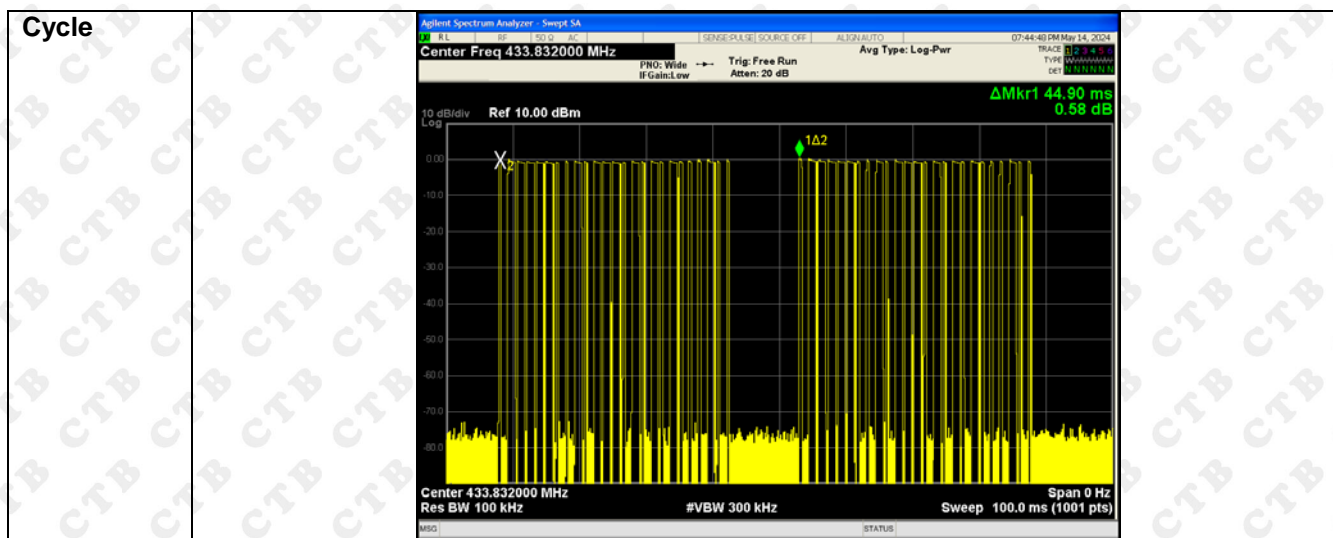 Cycle
Agilent Spectrum Analyzer - Swept SA
RL RF 50 Ω AC SENSE:PULSE SOURCE OFF ALIGN AUTO 07:44:48 PM May 14, 2024
Center Freq 433.832000 MHz Avg Type: Log-Pwr TRACE 1 2 3 4 5 6
PNO: Wide Trig: Free Run TYPE W
IFGain:Low Atten: 20 dB DET N N N N N N
ΔMkr1 44.90 ms
10 dB/div Ref 10.00 dBm 0.58 dB
Log
1Δ2
0.00
X2
-10.0
-20.0
-30.0
-40.0
-50.0
-60.0
-70.0
-80.0
Center 433.832000 MHz Span 0 Hz
Res BW 100 kHz #VBW 300 kHz Sweep 100.0 ms (1001 pts)
MSG STATUS
CTB